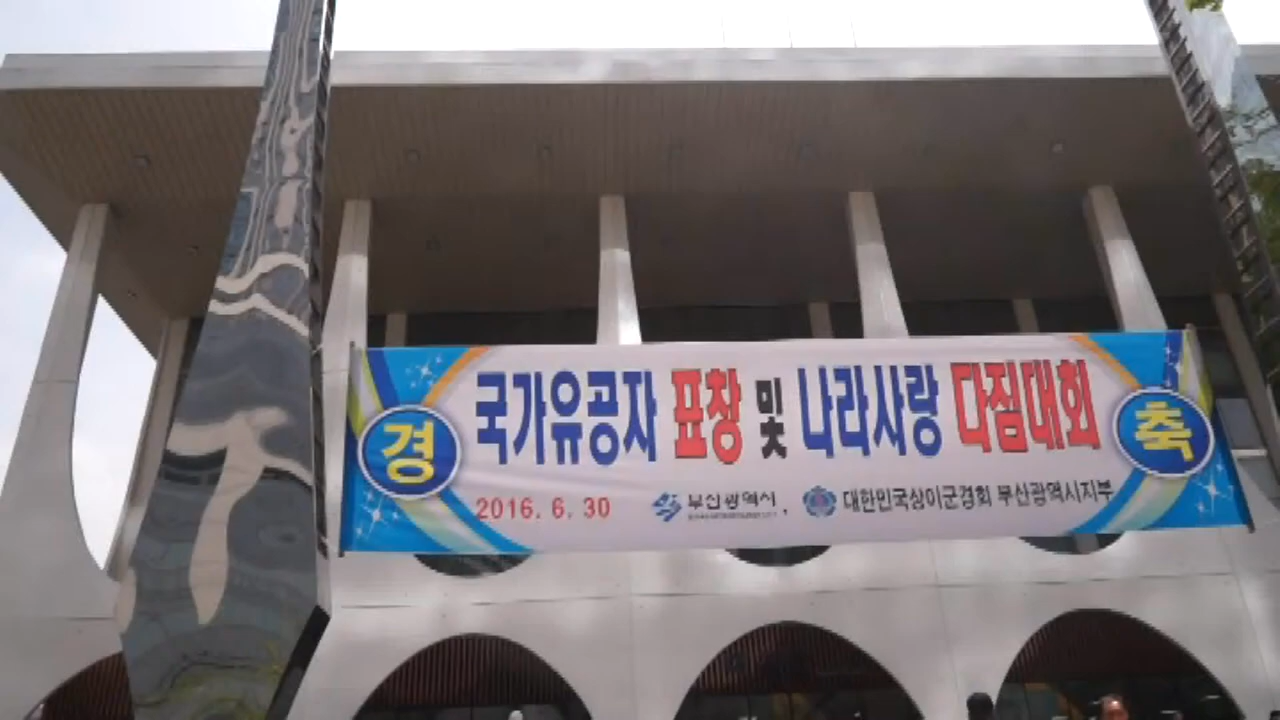 경 국가유공자 표창 및 나라사랑 다짐대회 축
2016. 6. 30 부산광역시, 대한민국상이군경회 부산광역시지부